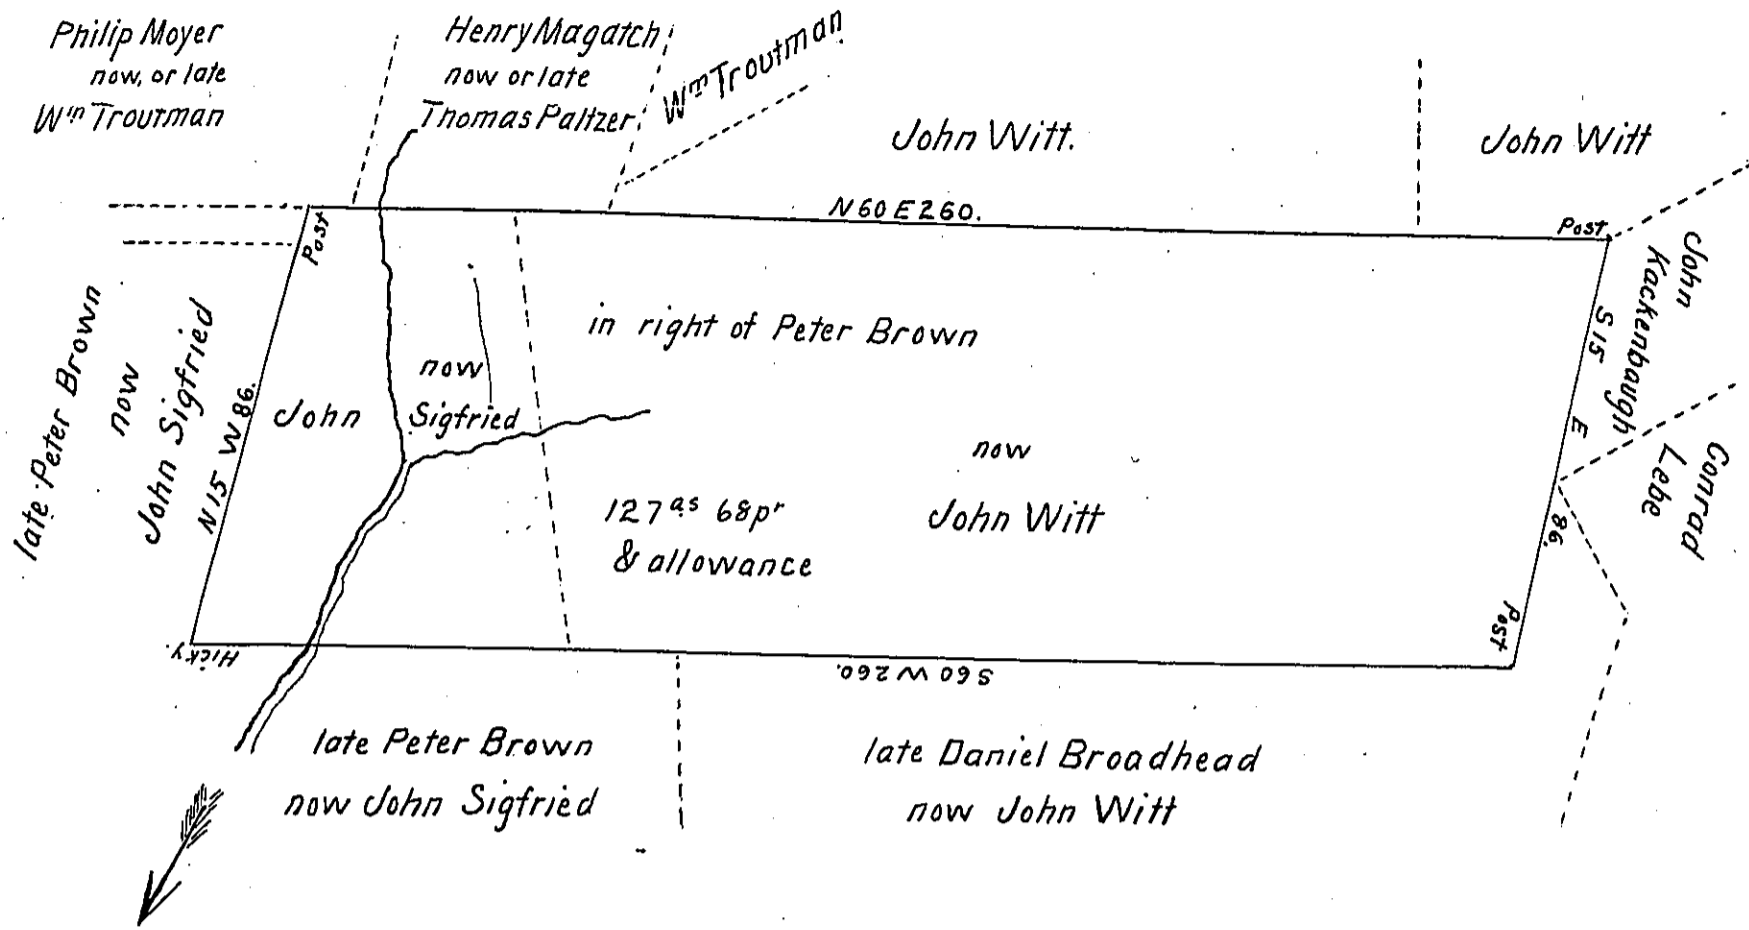 Philip Moyer
now, or late
Wm Troutman
Henry Magatch
now or late
Thomas Paltzer
Wm Troutman
John Witt.
John Witt
N60E260.
Post
Post
John
Kackenbaugh
S15 E 86.
Conrad
Lebe
Post
late Peter Brown
now
John Sigfried
N15 W86.
in right of Peter Brown
now
John Sigfried
now
John Witt
127as 68pr
& allowance
Hicky.
S60W260.
late Peter Brown
now John Sigfried
late Daniel Broadhead
now John Witt